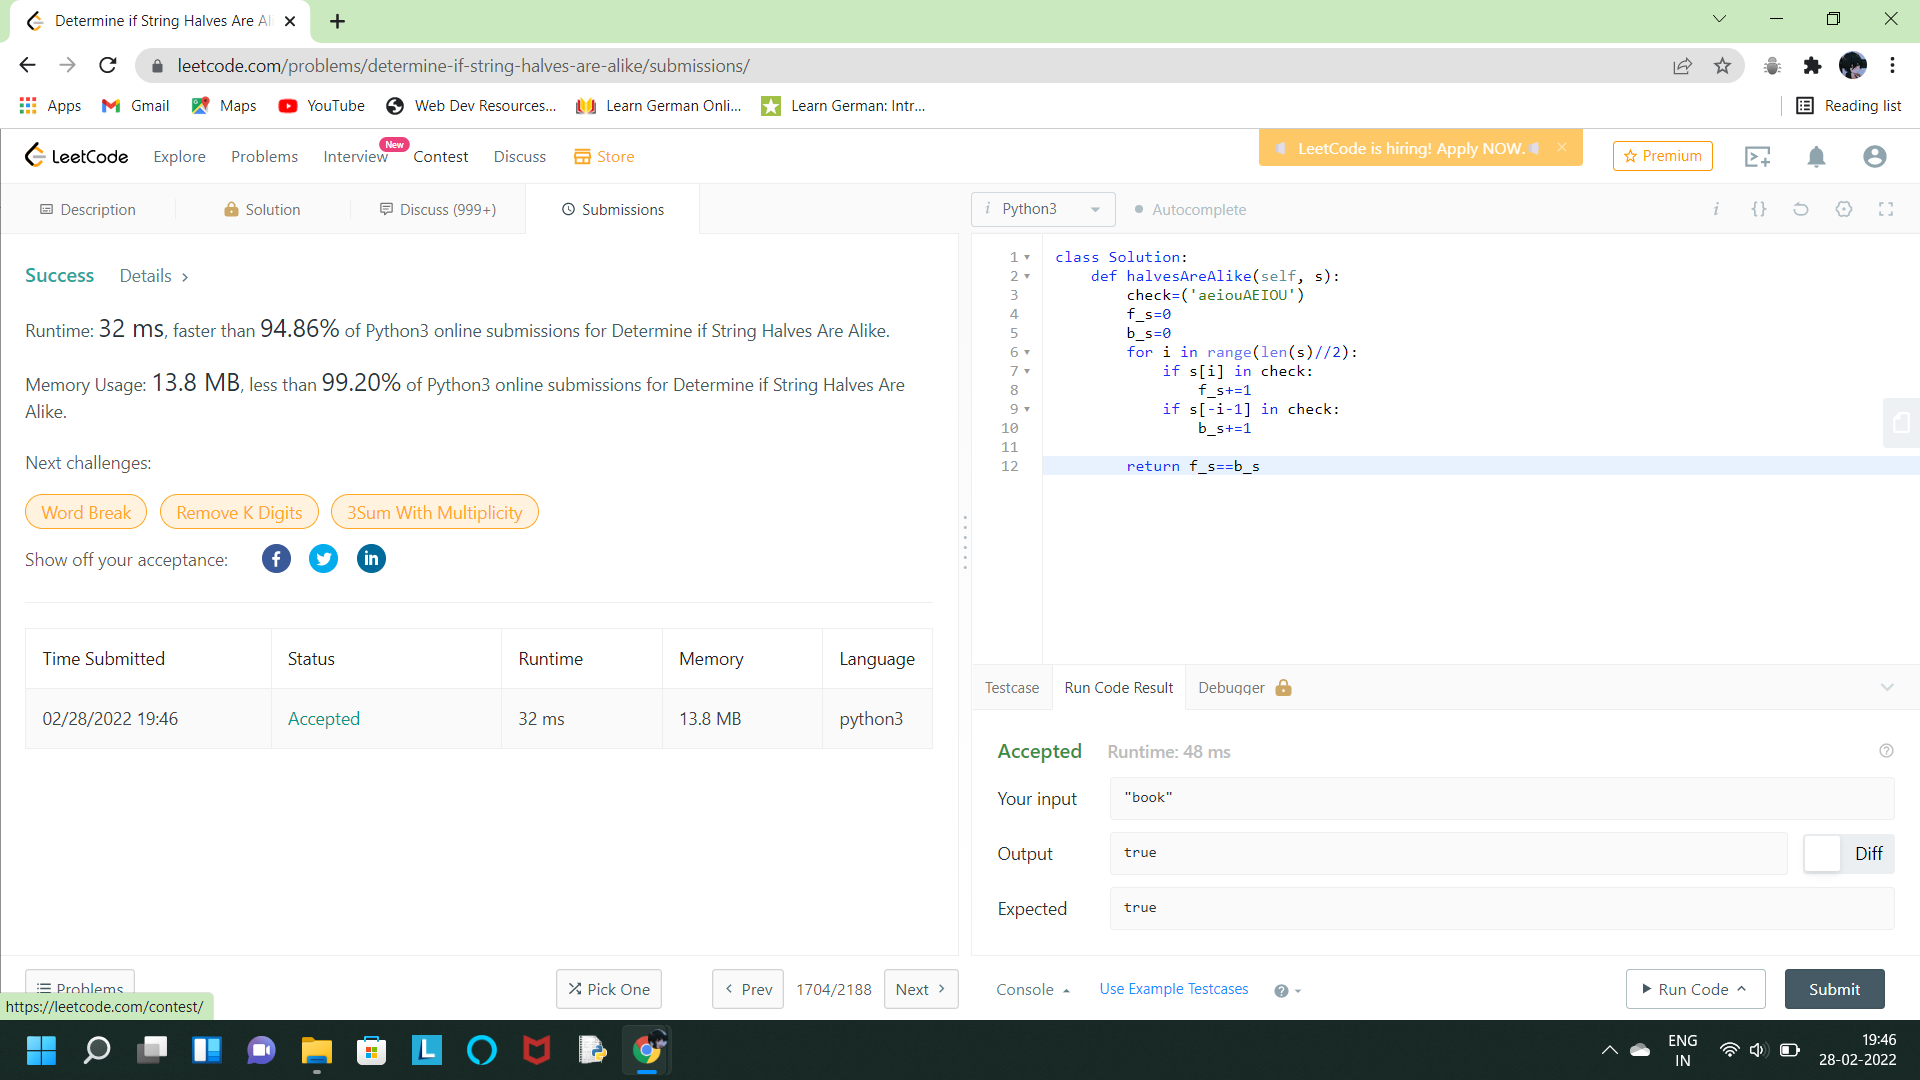 Determine if String Halves Are Ali
leetcode.com/problems/determine-if-string-halves-are-alike/submissions/
Apps Gmail Maps YouTube Web Dev Resources... Learn German Onli... Learn German: Intr... Reading list
LeetCode Explore Problems Interview New Contest Discuss Store LeetCode is hiring! Apply NOW. Premium
Description Solution Discuss (999+) Submissions
i Python3 Autocomplete
Success Details >
Runtime: 32 ms, faster than 94.86% of Python3 online submissions for Determine if String Halves Are Alike.
Memory Usage: 13.8 MB, less than 99.20% of Python3 online submissions for Determine if String Halves Are
Alike.
Next challenges:
Word Break Remove K Digits 3Sum With Multiplicity
Show off your acceptance:
Time Submitted Status Runtime Memory Language
02/28/2022 19:46 Accepted 32 ms 13.8 MB python3
1 class Solution:
2 def halvesAreAlike(self, s):
3 check=('aeiouAEIOU')
4 f_s=0
5 b_s=0
6 for i in range(len(s)//2):
7 if s[i] in check:
8 f_s+=1
9 if s[-i-1] in check:
10 b_s+=1
11
12 return f_s==b_s
Testcase Run Code Result Debugger
Accepted Runtime: 48 ms
Your input "book"
Output true Diff
Expected true
Problems Pick One < Prev 1704/2188 Next > Console Use Example Testcases Run Code Submit
https://leetcode.com/contest/
ENG
IN
19:46
28-02-2022